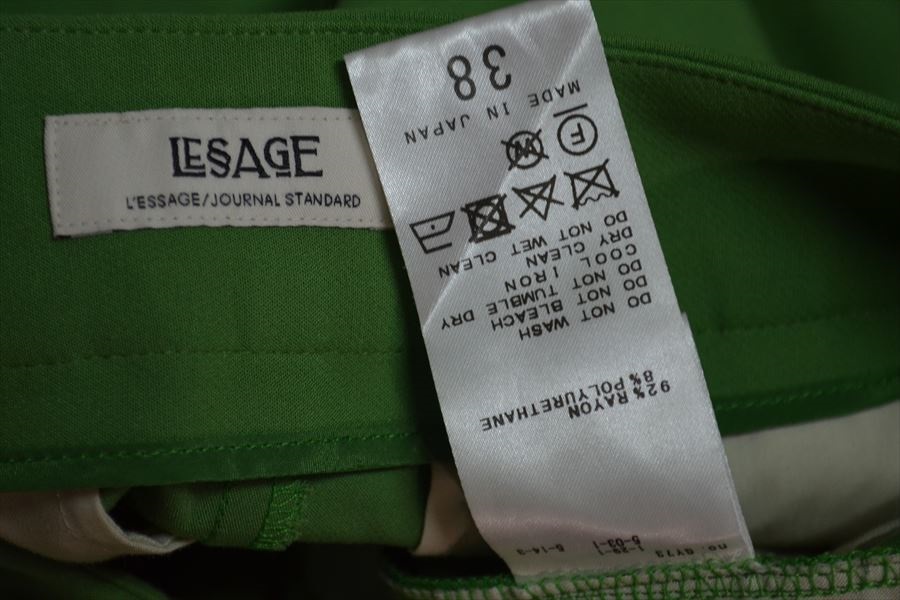 LESSAGE
L'ESSAGE/JOURNAL STANDARD
92% RAYON
8% POLYURETHANE
DO NOT WASH
DO NOT BLEACH
DO NOT TUMBLE DRY
COOL IRON
DRY CLEAN
DO NOT WET CLEAN
F W
MADE IN JAPAN
38